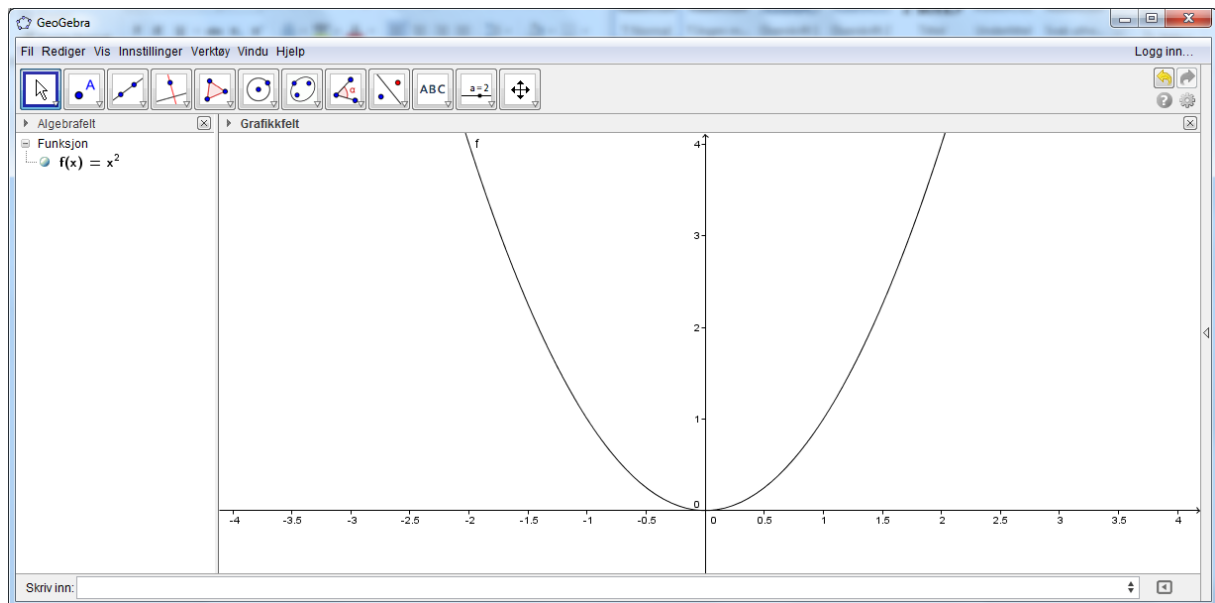 GeoGebra
Fil Rediger Vis Innstillinger Verktøy Vindu Hjelp Logg inn...
A α ABC a=2
Algebrafelt Grafikkfelt
Funksjon
f(x) = x²
f
4
3
2
1
0
-4 -3.5 -3 -2.5 -2 -1.5 -1 -0.5 0 0.5 1 1.5 2 2.5 3 3.5 4
Skriv inn: